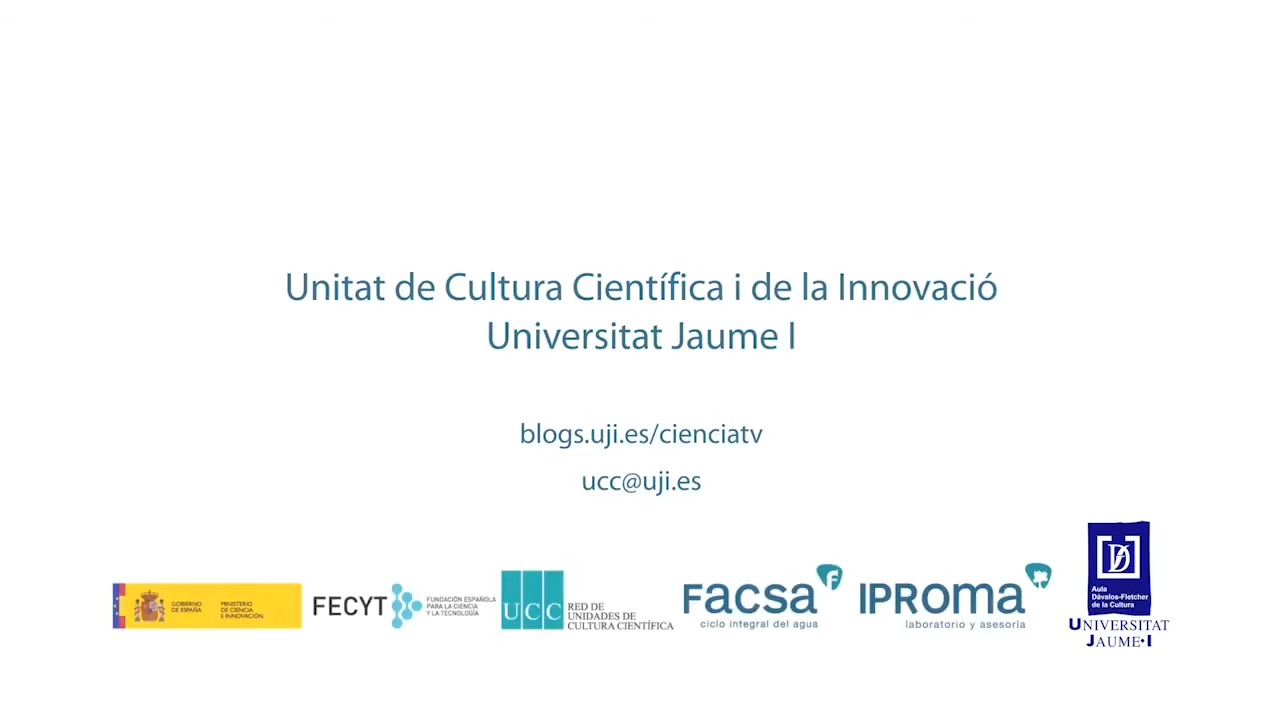 Unitat de Cultura Científica i de la Innovació
Universitat Jaume I
blogs.uji.es/cienciatv
ucc@uji.es
GOBIERNO
DE ESPAÑA
MINISTERIO
DE CIENCIA
E INNOVACIÓN
FECYT
FUNDACIÓN ESPAÑOLA
PARA LA CIENCIA
Y LA TECNOLOGÍA
UCC
RED DE
UNIDADES DE
CULTURA CIENTÍFICA
FACSA
ciclo integral del agua
IPROMA
laboratorio y asesoría
Aula
Dàvalos-Fletcher
de la Cultura
UNIVERSITAT
JAUME·I